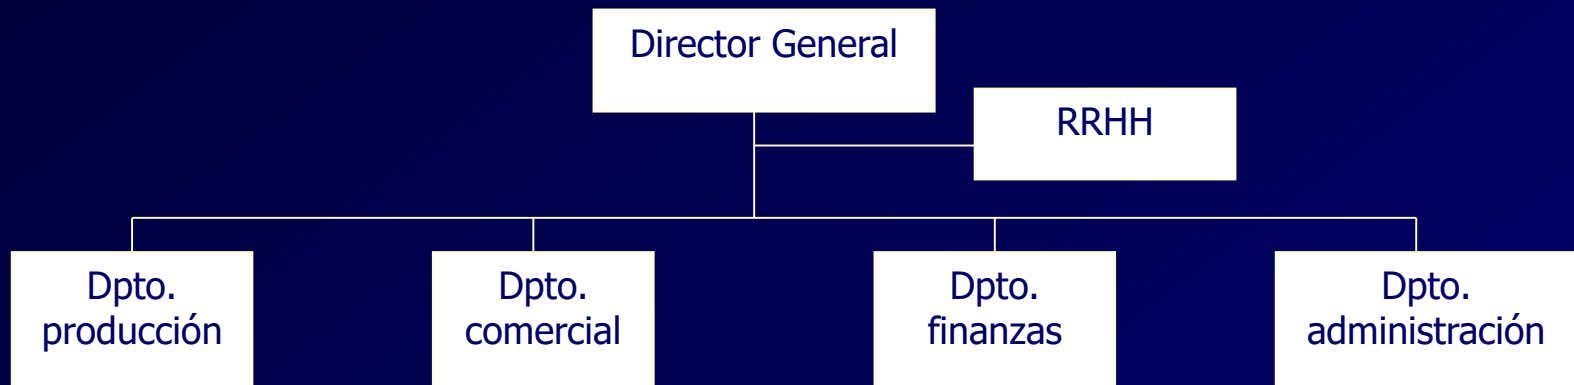 Director General
RRHH
Dpto.
producción
Dpto.
comercial
Dpto.
finanzas
Dpto.
administración